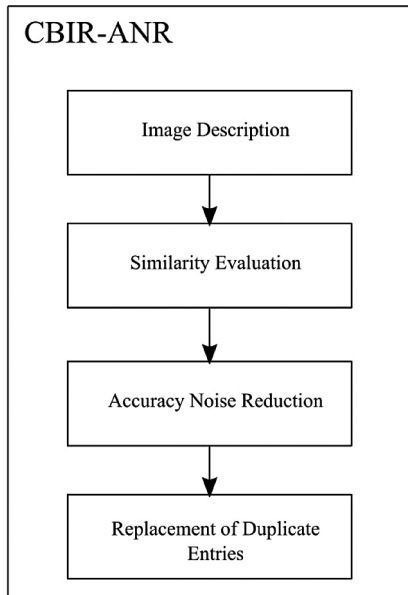 CBIR-ANR
Image Description
Similarity Evaluation
Accuracy Noise Reduction
Replacement of Duplicate
Entries